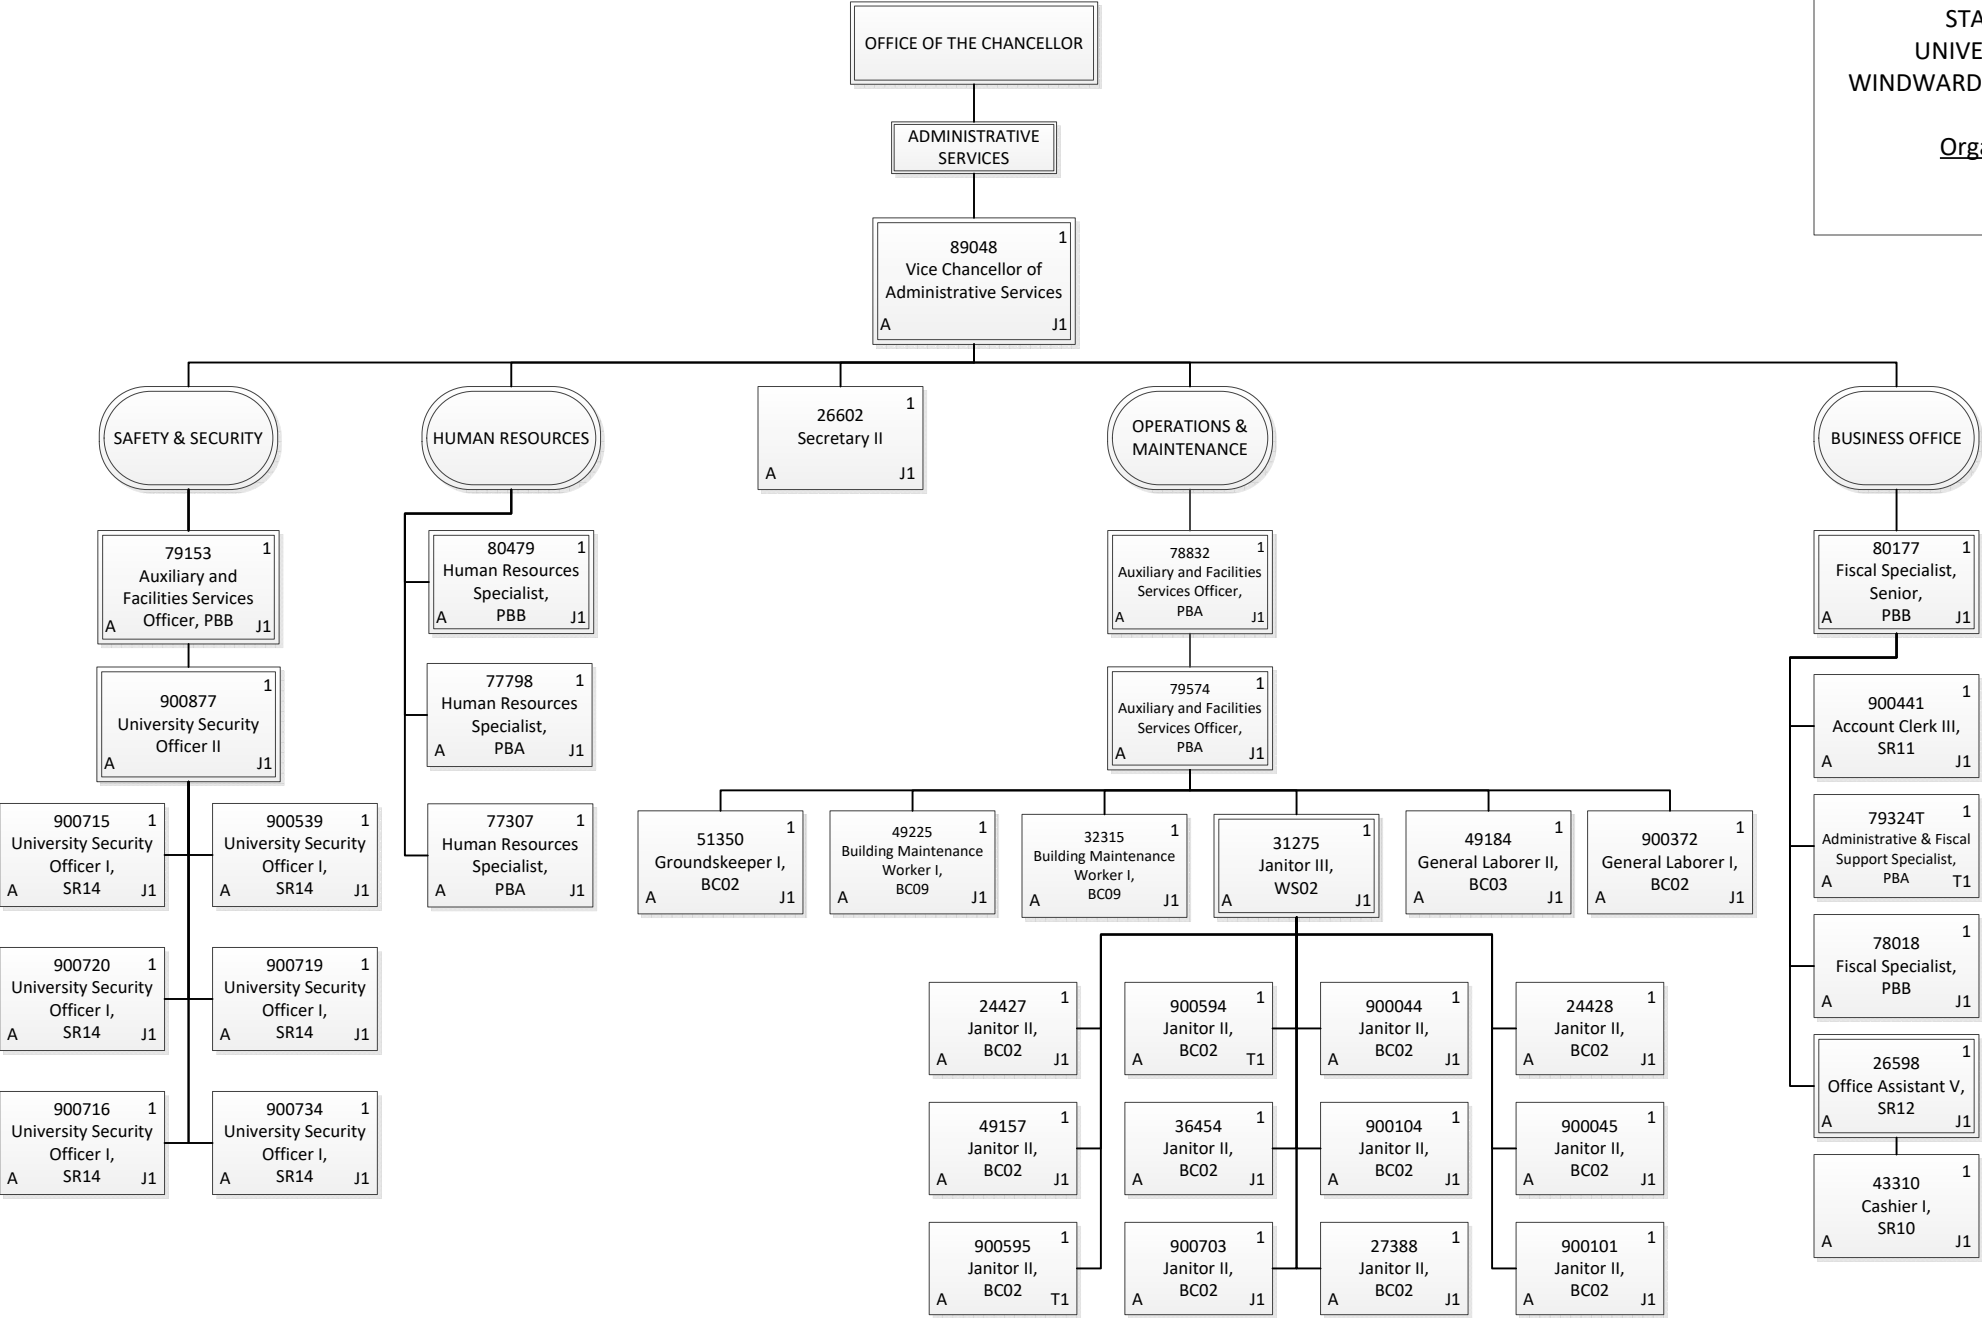 OFFICE OF THE CHANCELLOR
ADMINISTRATIVE
SERVICES
1
89048
Vice Chancellor of
Administrative Services
A J1
SAFETY & SECURITY
HUMAN RESOURCES
1
26602
Secretary II
A J1
OPERATIONS &
MAINTENANCE
BUSINESS OFFICE
79153 1
Auxiliary and
Facilities Services
Officer, PBB
A J1
1
900877
University Security
Officer II
A J1
900715 1
University Security
Officer I,
SR14
A J1
900539 1
University Security
Officer I,
SR14
A J1
900720 1
University Security
Officer I,
SR14
A J1
900719 1
University Security
Officer I,
SR14
A J1
900716 1
University Security
Officer I,
SR14
A J1
900734 1
University Security
Officer I,
SR14
A J1
80479 1
Human Resources
Specialist,
PBB
A J1
77798 1
Human Resources
Specialist,
PBA
A J1
77307 1
Human Resources
Specialist,
PBA
A J1
78832 1
Auxiliary and Facilities
Services Officer,
PBA
A J1
79574 1
Auxiliary and Facilities
Services Officer,
PBA
A J1
1
51350
Groundskeeper I,
BC02
A J1
49225 1
Building Maintenance
Worker I,
BC09
A J1
32315 1
Building Maintenance
Worker I,
BC09
A J1
1
31275
Janitor III,
WS02
A J1
1
49184
General Laborer II,
BC03
A J1
1
900372
General Laborer I,
BC02
A J1
24427 1
Janitor II,
BC02
A J1
900594 1
Janitor II,
BC02
A T1
900044 1
Janitor II,
BC02
A J1
24428 1
Janitor II,
BC02
A J1
49157 1
Janitor II,
BC02
A J1
36454 1
Janitor II,
BC02
A J1
900104 1
Janitor II,
BC02
A J1
900045 1
Janitor II,
BC02
A J1
900595 1
Janitor II,
BC02
A T1
900703 1
Janitor II,
BC02
A J1
27388 1
Janitor II,
BC02
A J1
900101 1
Janitor II,
BC02
A J1
80177 1
Fiscal Specialist,
Senior,
PBB
A J1
1
900441
Account Clerk III,
SR11
A J1
79324T 1
Administrative & Fiscal
Support Specialist,
PBA
A T1
1
78018
Fiscal Specialist,
PBB
A J1
1
26598
Office Assistant V,
SR12
A J1
1
43310
Cashier I,
SR10
A J1
WINDWARD